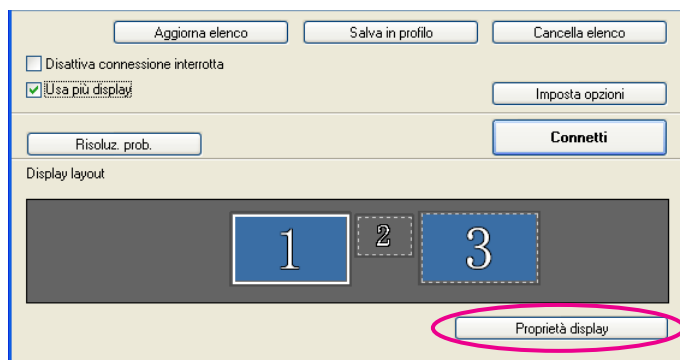 Aggiorna elenco Salva in profilo Cancella elenco
Disattiva connessione interrotta
Usa più display
Imposta opzioni
Risoluz. prob. Connetti
Display layout
1 2 3
Proprietà display